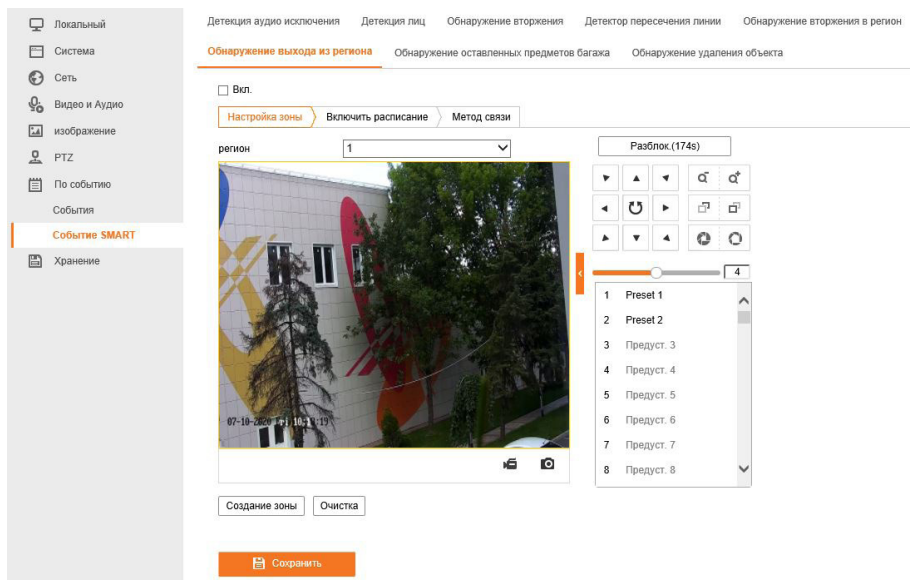 Локальный
Система
Сеть
Видео и Аудио
изображение
PTZ
По событию
События
Событие SMART
Хранение
Детекция аудио исключения Детекция лиц Обнаружение вторжения Детектор пересечения линии Обнаружение вторжения в регион
Обнаружение выхода из региона Обнаружение оставленных предметов багажа Обнаружение удаления объекта
Вкл.
Настройка зоны Включить расписание Метод связи
регион 1
07-10-2020 Fri 10:
:19
Создание зоны Очистка
Сохранить
Разблок.(174s)
4
1 Preset 1
2 Preset 2
3 Предуст. 3
4 Предуст. 4
5 Предуст. 5
6 Предуст. 6
7 Предуст. 7
8 Предуст. 8